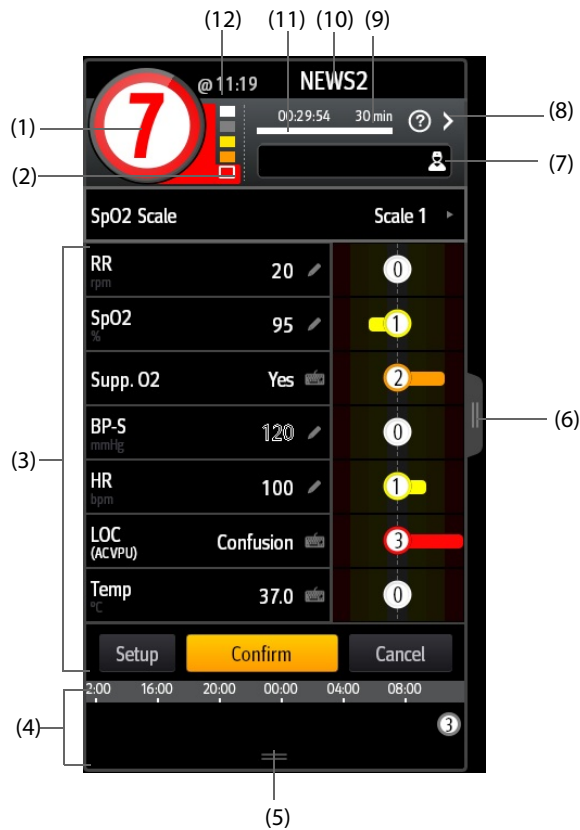 (12) (11) (10) (9)
@ 11:19 NEWS2
(1) 7 00:29:54 30 min ? (8)
(2) (7)
SpO2 Scale Scale 1
RR 20 0
rpm
SpO2 95 1
%
Supp. O2 Yes 2
(3) (6)
BP-S 120 0
mmHg
HR 100 1
bpm
LOC Confusion 3
(ACVPU)
Temp 37.0 0
°C
Setup Confirm Cancel
2:00 16:00 20:00 00:00 04:00 08:00
(4) 3
(5)